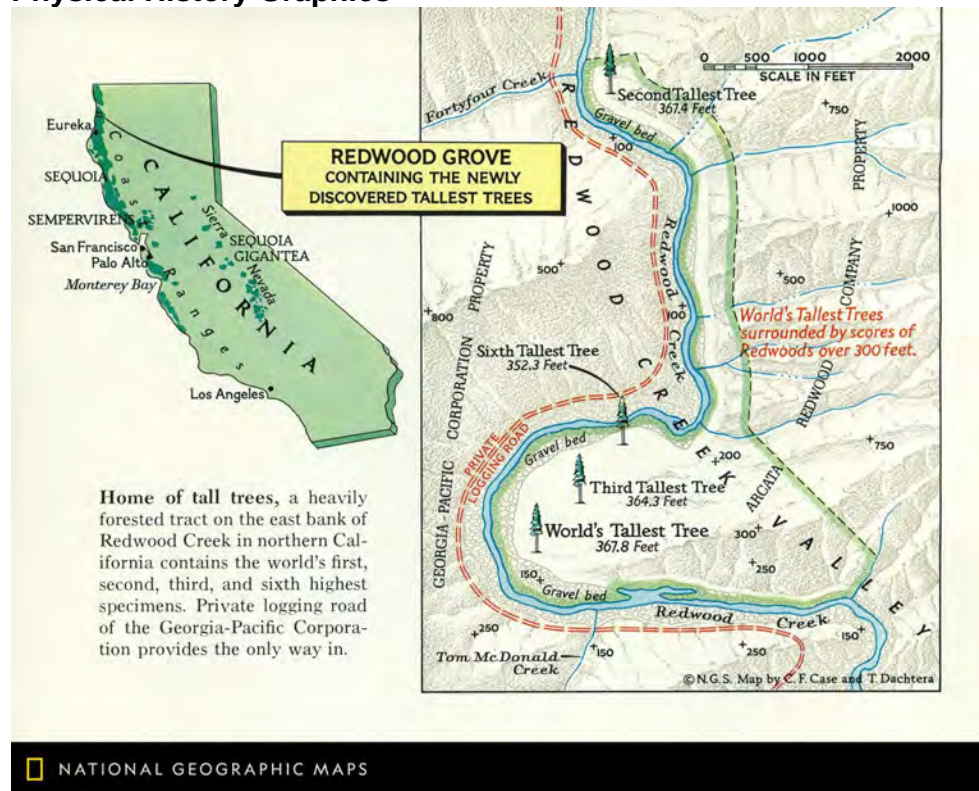 Physical History Graphics
Eureka
SEQUOIA
SEMPERVIRENS
San Francisco
Palo Alto
Monterey Bay
Coast Ranges
CALIFORNIA
Sierra
Nevada
SEQUOIA
GIGANTEA
Los Angeles
REDWOOD GROVE
CONTAINING THE NEWLY
DISCOVERED TALLEST TREES
0 500 1000 2000
SCALE IN FEET
Fortyfour Creek
Second Tallest Tree
367.4 Feet
Gravel bed
100
750
PROPERTY
1000
REDWOOD CREEK VALLEY
Redwood
Creek
500
PROPERTY
800
100
500
COMPANY
World's Tallest Trees
surrounded by scores of
Redwoods over 300 feet.
Sixth Tallest Tree
352.3 Feet
CORPORATION
REDWOOD
PRIVATE
LOGGING ROAD
Gravel bed
200
750
ARCATA
Third Tallest Tree
364.3 Feet
World's Tallest Tree
367.8 Feet
300
250
GEORGIA-PACIFIC
150
Gravel bed
Redwood Creek
150
250
Tom McDonald
Creek
150
250
© N.G.S. Map by C. F. Case and T. Dachtera
Home of tall trees, a heavily
forested tract on the east bank of
Redwood Creek in northern Cal-
ifornia contains the world's first,
second, third, and sixth highest
specimens. Private logging road
of the Georgia-Pacific Corpora-
tion provides the only way in.
NATIONAL GEOGRAPHIC MAPS